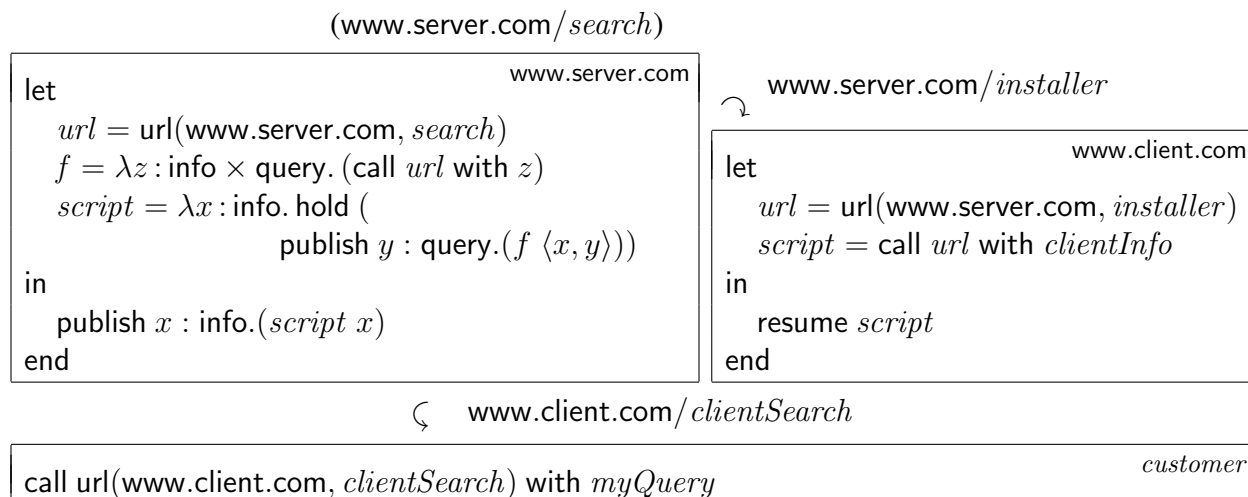 (www.server.com/search)
www.server.com
let
url = url(www.server.com, search)
f = λz : info × query. (call url with z)
script = λx : info. hold (
publish y : query.(f ⟨x, y⟩))
in
publish x : info.(script x)
end
www.server.com/installer
www.client.com
let
url = url(www.server.com, installer)
script = call url with clientInfo
in
resume script
end
www.client.com/clientSearch
customer
call url(www.client.com, clientSearch) with myQuery